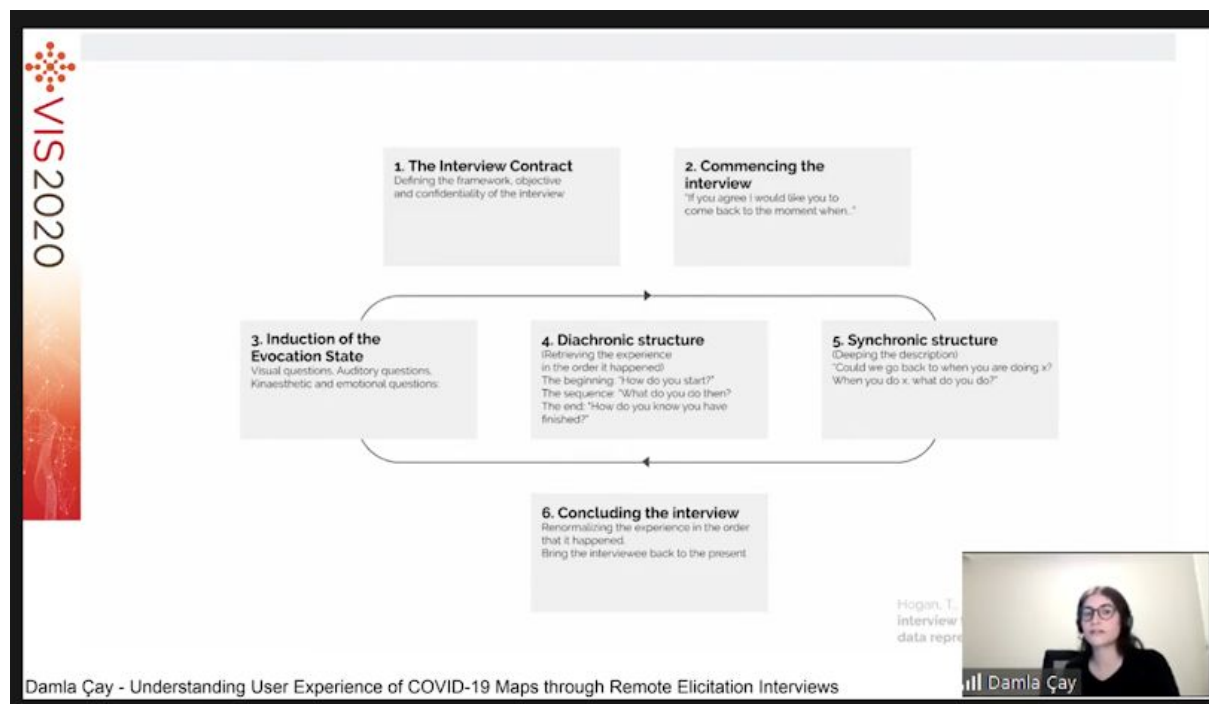 VIS2020
1. The Interview Contract
Defining the framework, objective
and confidentiality of the interview
2. Commencing the
interview
"If you agree I would like you to
come back to the moment when..."
3. Induction of the
Evocation State
Visual questions, Auditory questions,
Kinaesthetic and emotional questions.
4. Diachronic structure
(Retrieving the experience
in the order it happened)
The beginning: "How do you start?"
The sequence: "What do you do then?
The end: "How do you know you have
finished?"
5. Synchronic structure
(Deeping the description)
"Could we go back to when you are doing x?
When you do x, what do you do?"
6. Concluding the interview
Renormalizing the experience in the order
that it happened.
Bring the interviewee back to the present
Hogan, T.,
interview
data repre
Damla Çay
Damla Çay - Understanding User Experience of COVID-19 Maps through Remote Elicitation Interviews